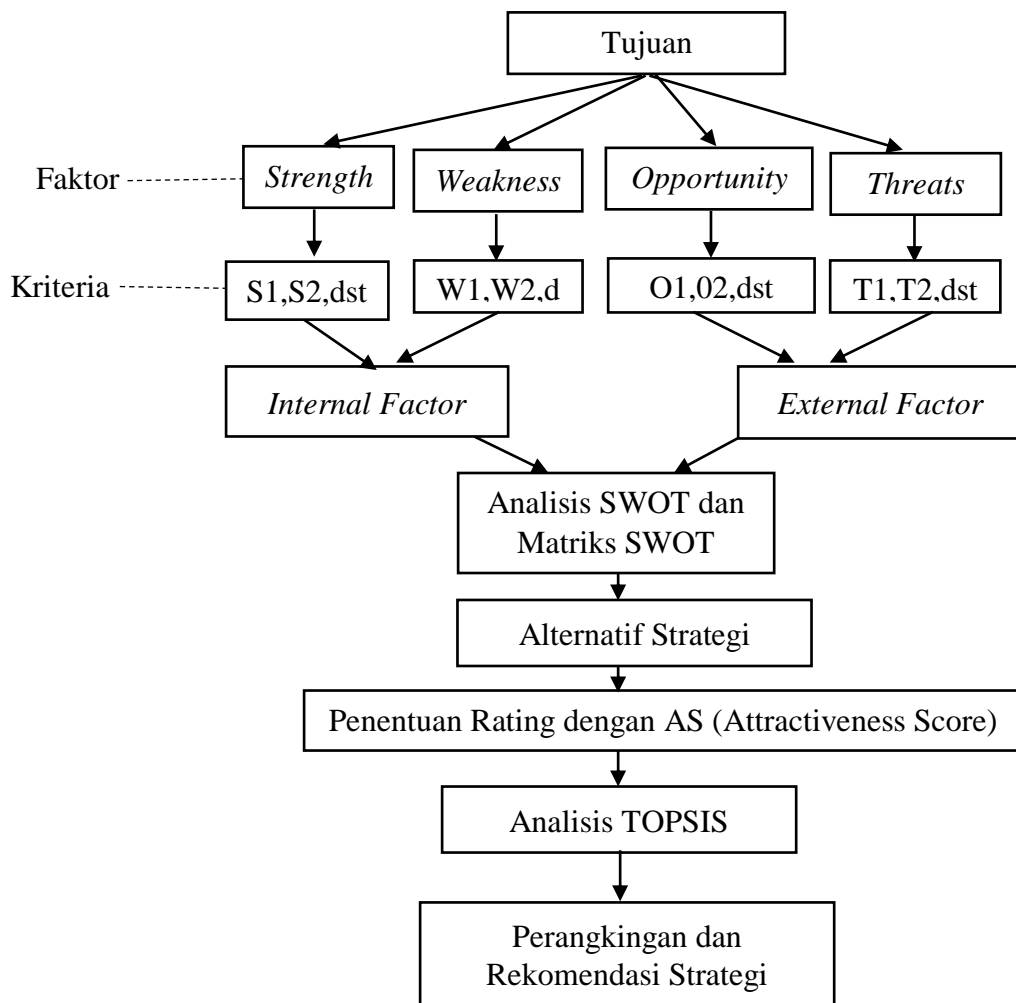 Tujuan
Faktor
Strength
Weakness
Opportunity
Threats
Kriteria
S1,S2,dst
W1,W2,d
O1,02,dst
T1,T2,dst
Internal Factor
External Factor
Analisis SWOT dan
Matriks SWOT
Alternatif Strategi
Penentuan Rating dengan AS (Attractiveness Score)
Analisis TOPSIS
Perangkingan dan
Rekomendasi Strategi